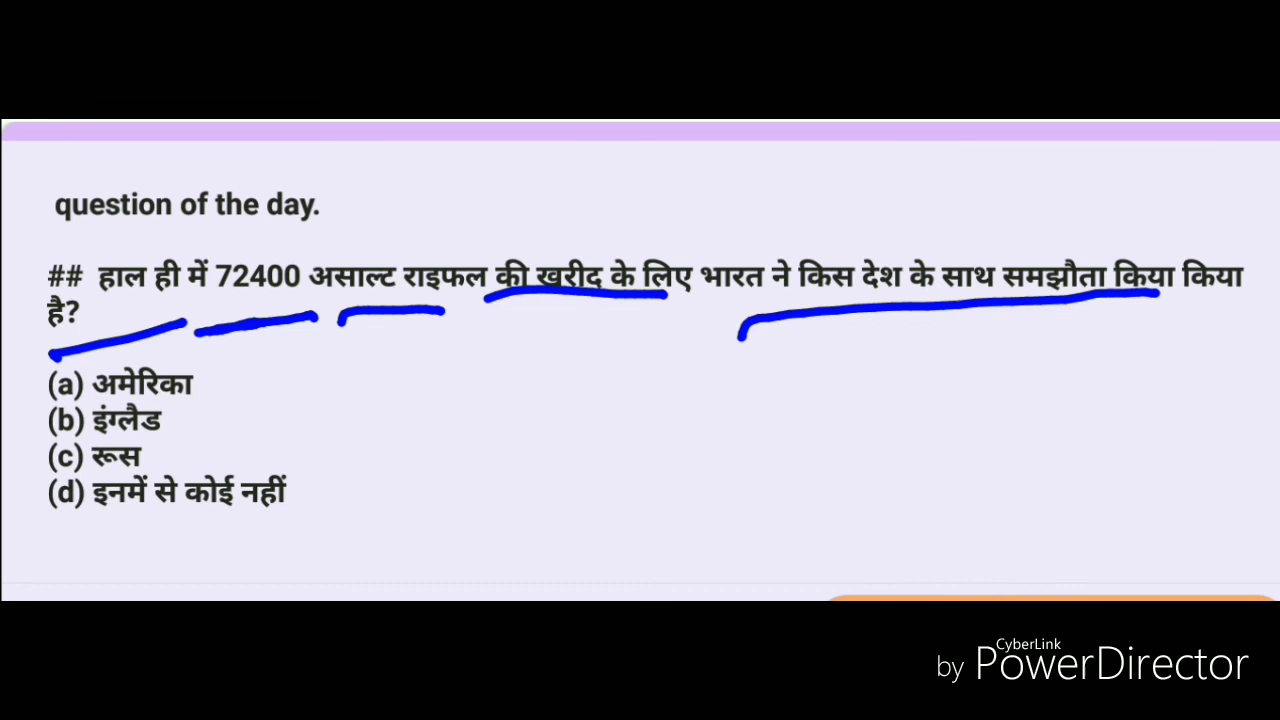 question of the day.
## हाल ही में 72400 असाल्ट राइफल की खरीद के लिए भारत ने किस देश के साथ समझौता किया किया
है?
(a) अमेरिका
(b) इंग्लैड
(c) रूस
(d) इनमें से कोई नहीं
CyberLink
by PowerDirector